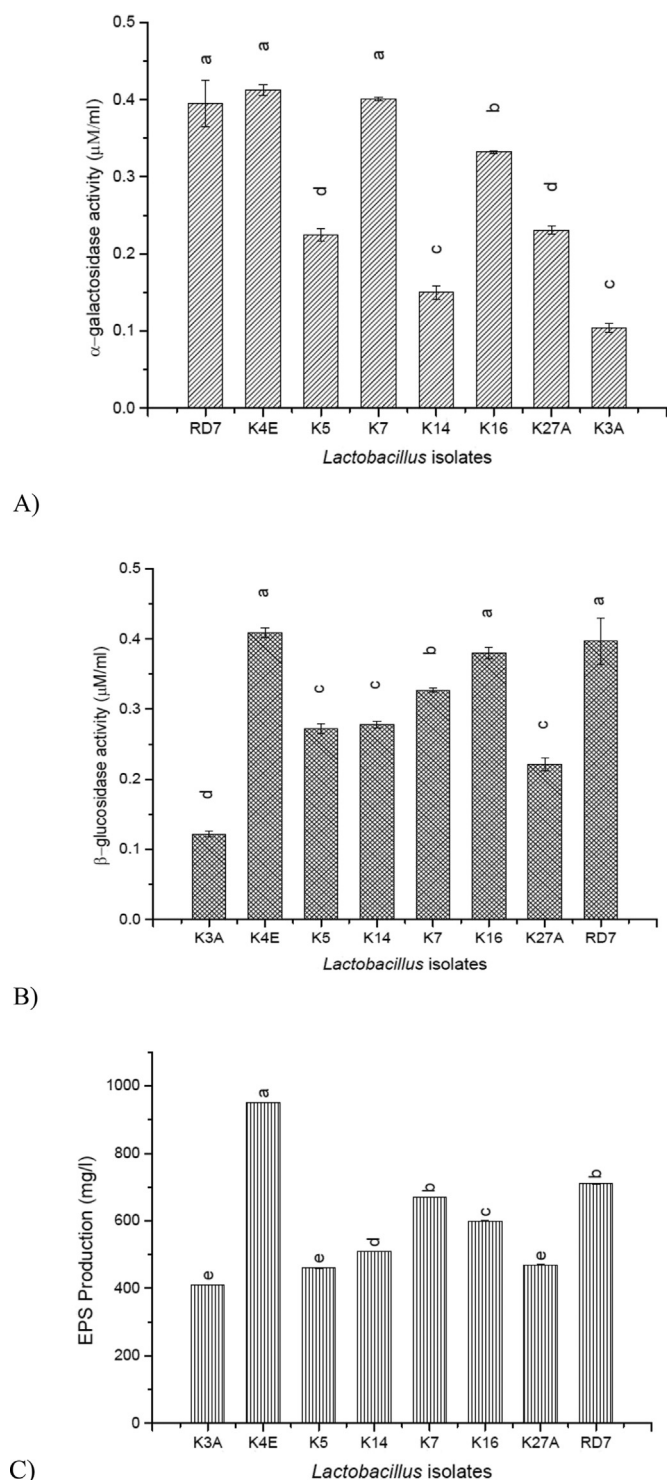 0.5
a a a
0.4
b
0.3
d d
0.2
c c
0.1
0.0
α–galactosidase activity (μM/ml)
RD7 K4E K5 K7 K14 K16 K27A K3A
Lactobacillus isolates
A)
0.5
a a a
0.4
b
c c
0.3
c
0.2
d
0.1
0.0
β–glucosidase activity (μM/ml)
K3A K4E K5 K14 K7 K16 K27A RD7
Lactobacillus isolates
B)
1000
a
800
b b
600
c
d
e e e
400
200
0
EPS Production (mg/l)
K3A K4E K5 K14 K7 K16 K27A RD7
Lactobacillus isolates
C)